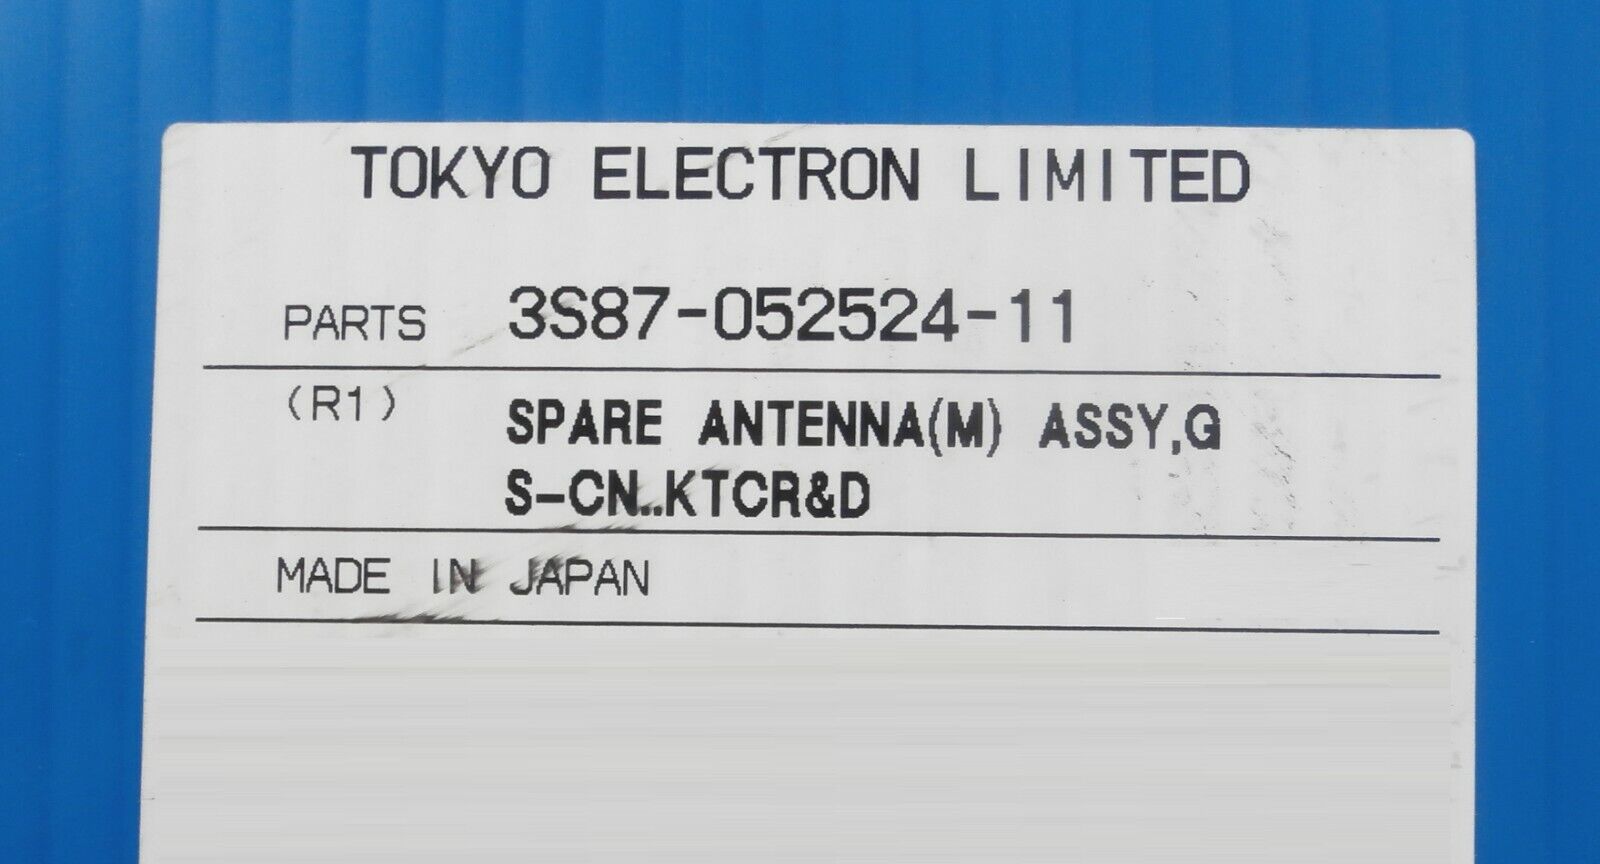 TOKYO ELECTRON LIMITED
PARTS 3S87-052524-11
(R1) SPARE ANTENNA(M) ASSY,G
S-CN...KTCR&D
MADE IN JAPAN